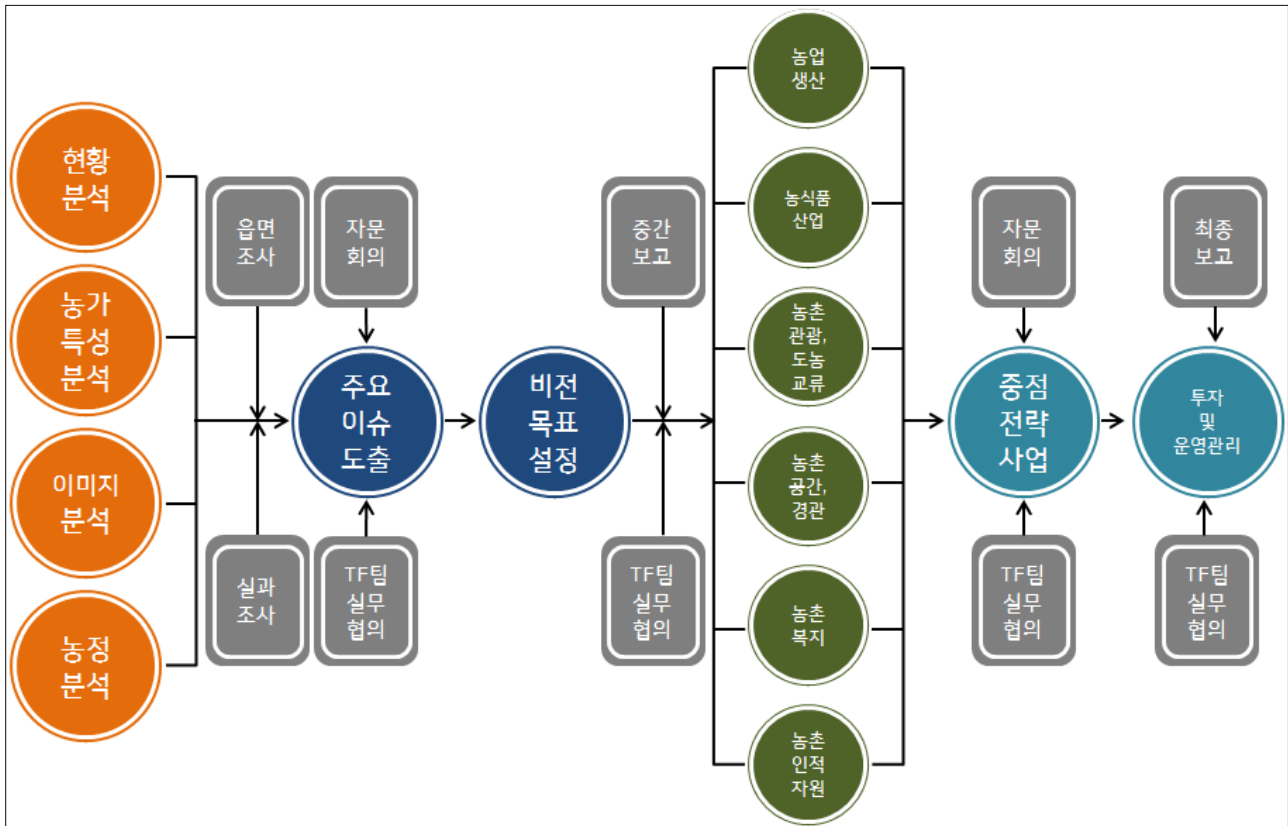 현황
분석
농가
특성
분석
이미지
분석
농정
분석
읍면
조사
실과
조사
자문
회의
주요
이슈
도출
TF팀
실무
협의
비전
목표
설정
중간
보고
TF팀
실무
협의
농업
생산
농식품
산업
농촌
관광,
도농
교류
농촌
공간,
경관
농촌
복지
농촌
인적
자원
자문
회의
중점
전략
사업
TF팀
실무
협의
최종
보고
투자
및
운영관리
TF팀
실무
협의